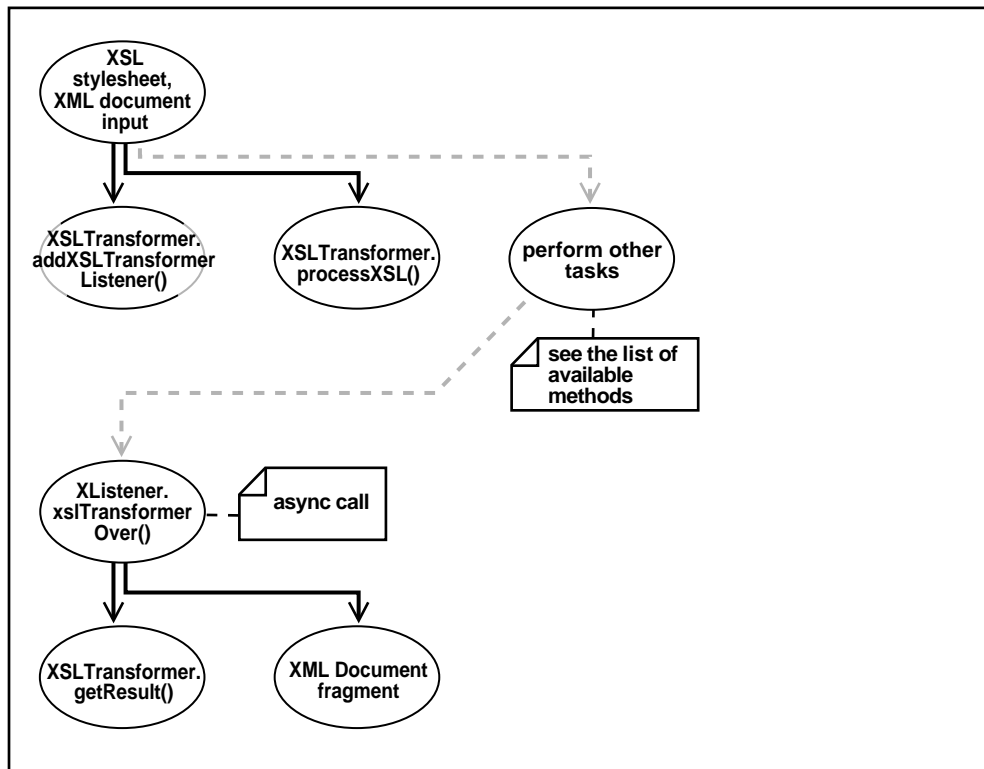 XSL
stylesheet,
XML document
input
XSLTransformer.
addXSLTransformer
Listener()
XSLTransformer.
processXSL()
perform other
tasks
see the list of
available
methods
XListener.
xslTransformer
Over()
async call
XSLTransformer.
getResult()
XML Document
fragment